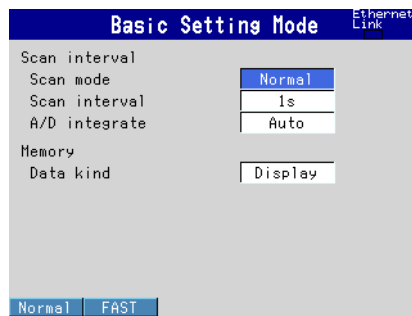 Basic Setting Mode
Ethernet
Link
Scan interval
Scan mode Normal
Scan interval 1s
A/D integrate Auto
Memory
Data kind Display
Normal FAST